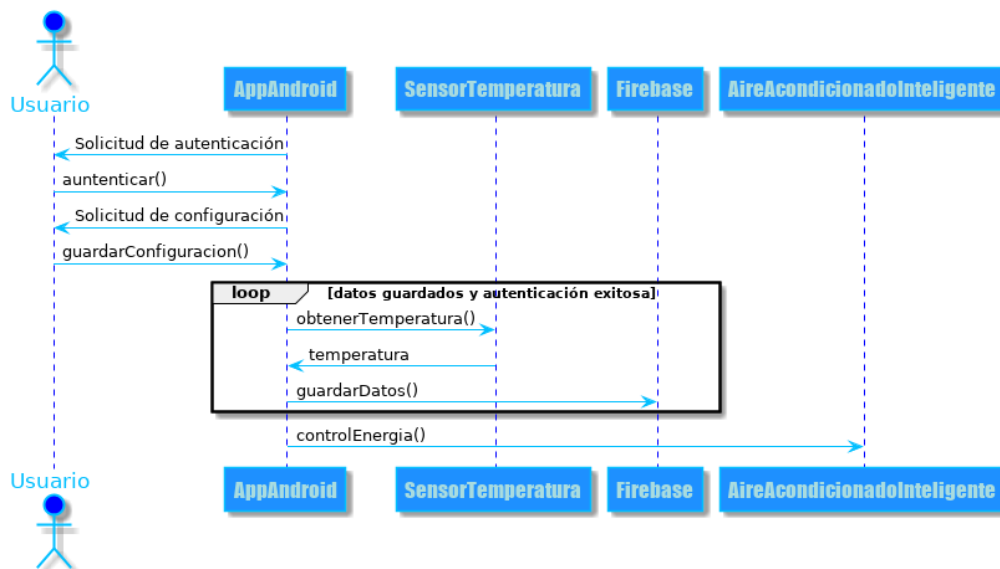 Usuario
AppAndroid SensorTemperatura Firebase AireAcondicionadoInteligente
Solicitud de autenticación
auntenticar()
Solicitud de configuración
guardarConfiguracion()
loop [datos guardados y autenticación exitosa]
obtenerTemperatura()
temperatura
guardarDatos()
controlEnergia()
Usuario
AppAndroid SensorTemperatura Firebase AireAcondicionadoInteligente